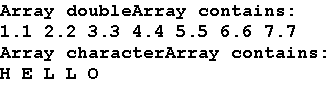 Array doubleArray contains:
1.1 2.2 3.3 4.4 5.5 6.6 7.7
Array characterArray contains:
H E L L O